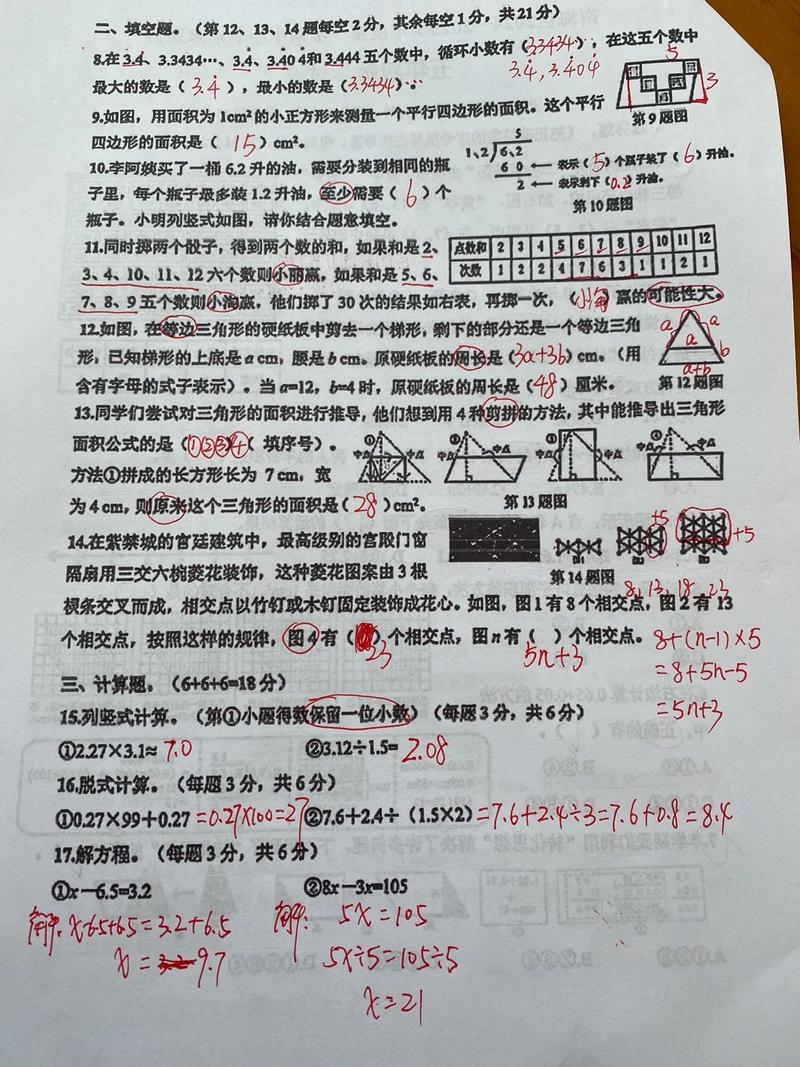 二、填空题。（第 12、13、14 题每空 2 分，其余每空 1 分，共 21 分）
8.在 3.4、3.3434…、3.4̇、3.4̇04̇和 3.444 五个数中，循环小数有（3.3434…），在这五个数中
3.4̇，3.4̇04̇
最大的数是（3.4̇），最小的数是（3.3434…）。
5
3
9.如图，用面积为 1cm²的小正方形来测量一个平行四边形的面积。这个平行
第 9 题图
四边形的面积是（15）cm²。
10.李阿姨买了一桶 6.2 升的油，需要分装到相同的瓶
子里，每个瓶子最多装 1.2 升油，至少需要（6）个
瓶子。小明列竖式如图，请你结合题意填空。
5
1,2 6,2
6 0 ← 表示（5）个瓶子装了（6）升油。
2 ← 表示剩下（0.2）升油。
第 10 题图
11.同时掷两个骰子，得到两个数的和，如果和是 2、
3、4、10、11、12 六个数则小丽赢，如果和是 5、6、
点数和 2 3 4 5 6 7 8 9 10 11 12
次数 1 2 2 4 7 6 3 1 1 2 1
7、8、9 五个数则小海赢，他们掷了 30 次的结果如右表，再掷一次，（小海）赢的可能性大。
12.如图，在等边三角形的硬纸板中剪去一个梯形，剩下的部分还是一个等边三角
形，已知梯形的上底是 a cm，腰是 b cm。原硬纸板的周长是（3a+3b）cm。（用
a a
a b
a+b
含有字母的式子表示）。当 a=12，b=4 时，原硬纸板的周长是（48）厘米。
第 12 题图
13.同学们尝试对三角形的面积进行推导，他们想到用 4 种剪拼的方法，其中能推导出三角形
面积公式的是（①②③④）（ 填序号）。
① 中点 ② 中点 中点 ③ 中点 中点 ④ 中点
方法①拼成的长方形长为 7 cm，宽
为 4 cm，则原来这个三角形的面积是（28）cm²。
第 13 题图
14.在紫禁城的宫廷建筑中，最高级别的宫殿门窗
+5
+5
图1 图2 图3
隔扇用三交六椀菱花装饰，这种菱花图案由 3 根
第 14 题图
8，13，18，23
棂条交叉而成，相交点以竹钉或木钉固定装饰成花心。如图，图 1 有 8 个相交点，图 2 有 13
个相交点，按照这样的规律，图 4 有（ ）个相交点，图 n 有（ ）个相交点。
23
5n+3
8+(n-1)×5
=8+5n-5
=5n+3
三、计算题。（6+6+6=18 分）
15.列竖式计算。（第①小题得数保留一位小数）（每题 3 分，共 6 分）
①2.27×3.1≈ 7.0 ②3.12÷1.5= 2.08
16.脱式计算。（每题 3 分，共 6 分）
①0.27×99＋0.27 =0.27×100=27 ②7.6＋2.4÷（1.5×2）=7.6+2.4÷3=7.6+0.8=8.4
17.解方程。（每题 3 分，共 6 分）
①x－6.5=3.2 ②8x－3x=105
解：x-6.5+6.5=3.2+6.5 解：5x=105
x=9.7 5x÷5=105÷5
x=21